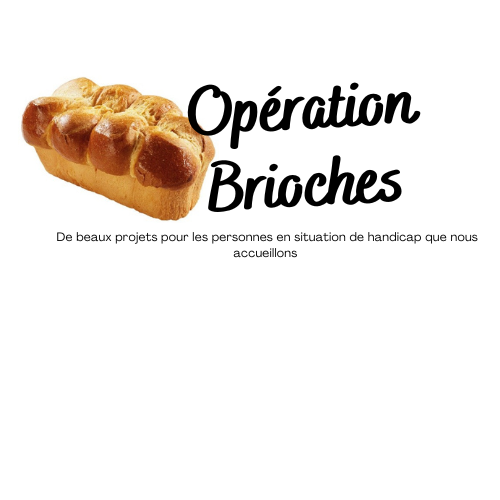 Opération
Brioches
De beaux projets pour les personnes en situation de handicap que nous
accueillons